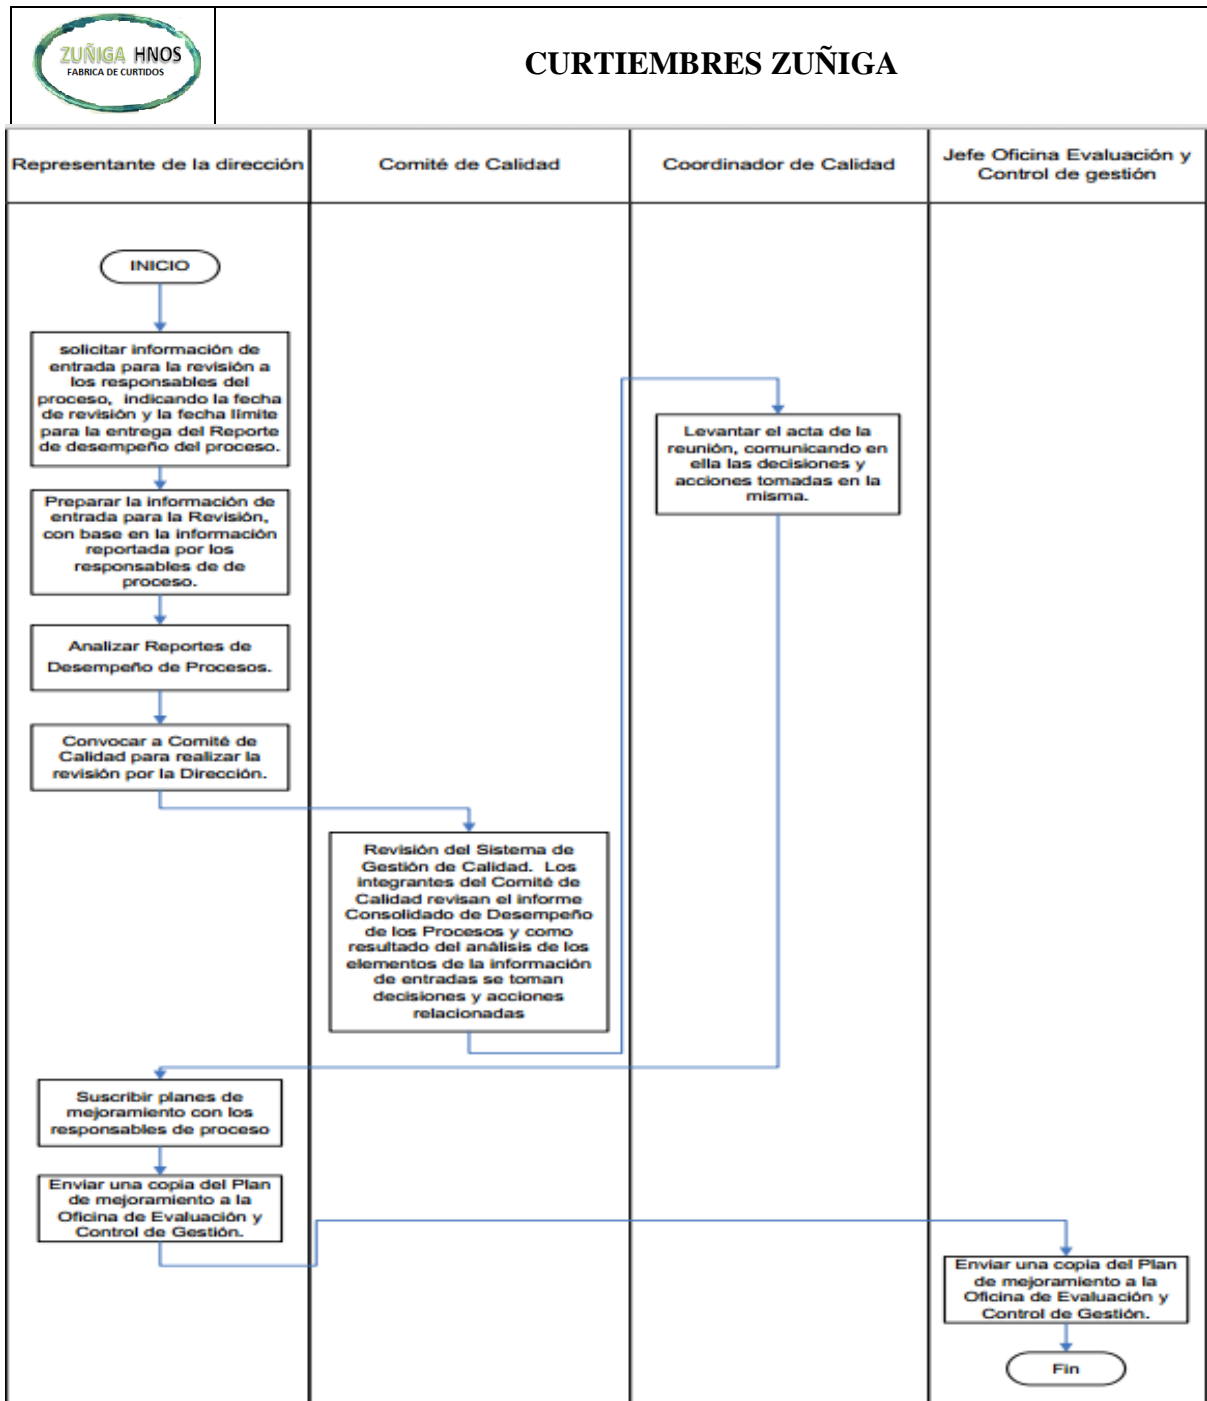 ZUÑIGA HNOS
FABRICA DE CURTIDOS
CURTIEMBRES ZUÑIGA
Representante de la dirección
Comité de Calidad
Coordinador de Calidad
Jefe Oficina Evaluación y
Control de gestión
INICIO
solicitar información de
entrada para la revisión a
los responsables del
proceso, indicando la fecha
de revisión y la fecha límite
para la entrega del Reporte
de desempeño del proceso.
Preparar la información de
entrada para la Revisión,
con base en la información
reportada por los
responsables de de
proceso.
Analizar Reportes de
Desempeño de Procesos.
Convocar a Comité de
Calidad para realizar la
revisión por la Dirección.
Revisión del Sistema de
Gestión de Calidad. Los
integrantes del Comité de
Calidad revisan el informe
Consolidado de Desempeño
de los Procesos y como
resultado del análisis de los
elementos de la información
de entradas se toman
decisiones y acciones
relacionadas
Levantar el acta de la
reunión, comunicando en
ella las decisiones y
acciones tomadas en la
misma.
Suscribir planes de
mejoramiento con los
responsables de proceso
Enviar una copia del Plan
de mejoramiento a la
Oficina de Evaluación y
Control de Gestión.
Enviar una copia del Plan
de mejoramiento a la
Oficina de Evaluación y
Control de Gestión.
Fin